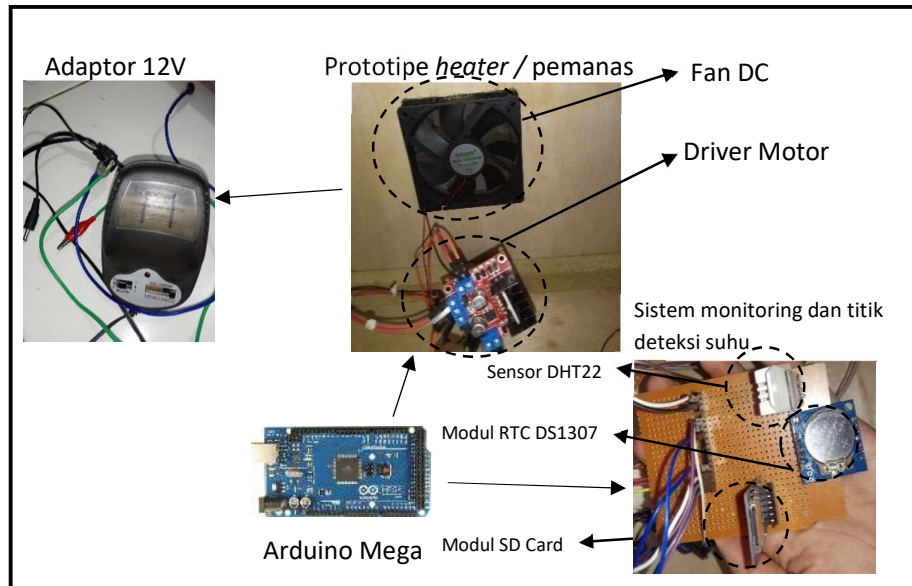 Adaptor 12V
Prototipe heater / pemanas
Fan DC
Driver Motor
Sistem monitoring dan titik
deteksi suhu
Sensor DHT22
Modul RTC DS1307
Arduino Mega
Modul SD Card